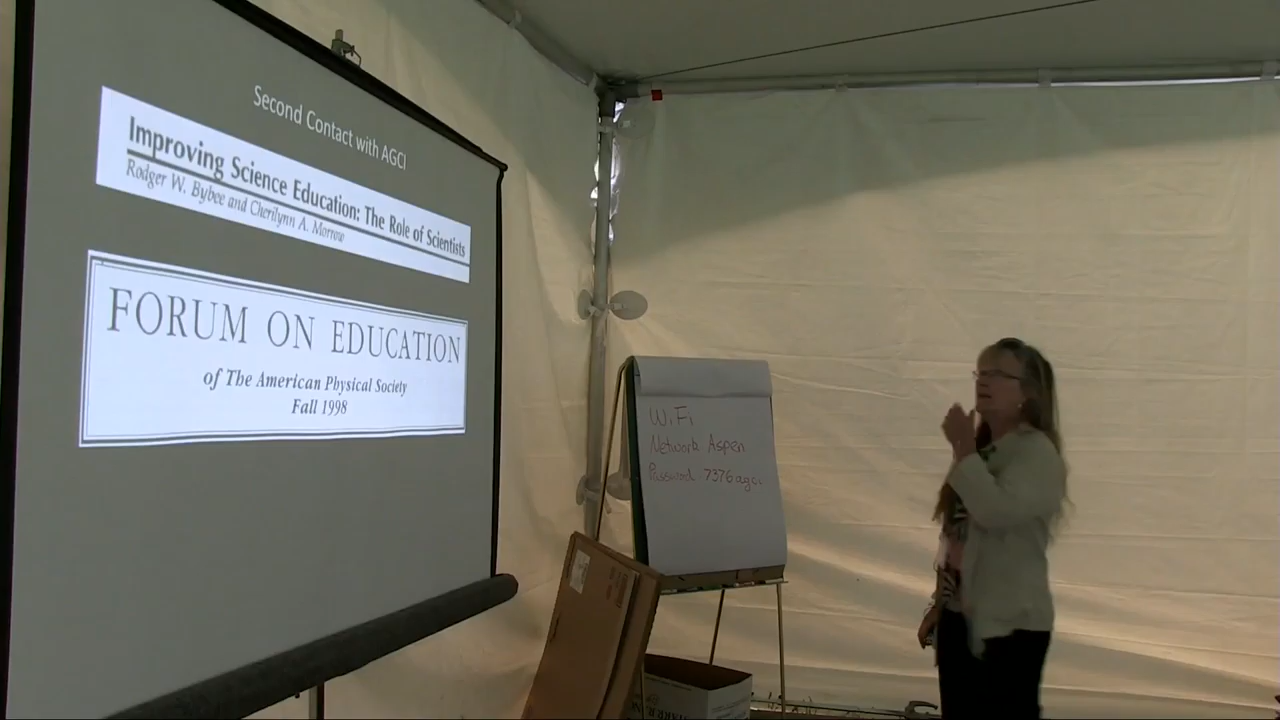 Second Contact with AGCI
Improving Science Education: The Role of Scientists
Rodger W. Bybee and Cherilynn A. Morrow
FORUM ON EDUCATION
of The American Physical Society
Fall 1998
WiFi
Network Aspen
Password 7376agci